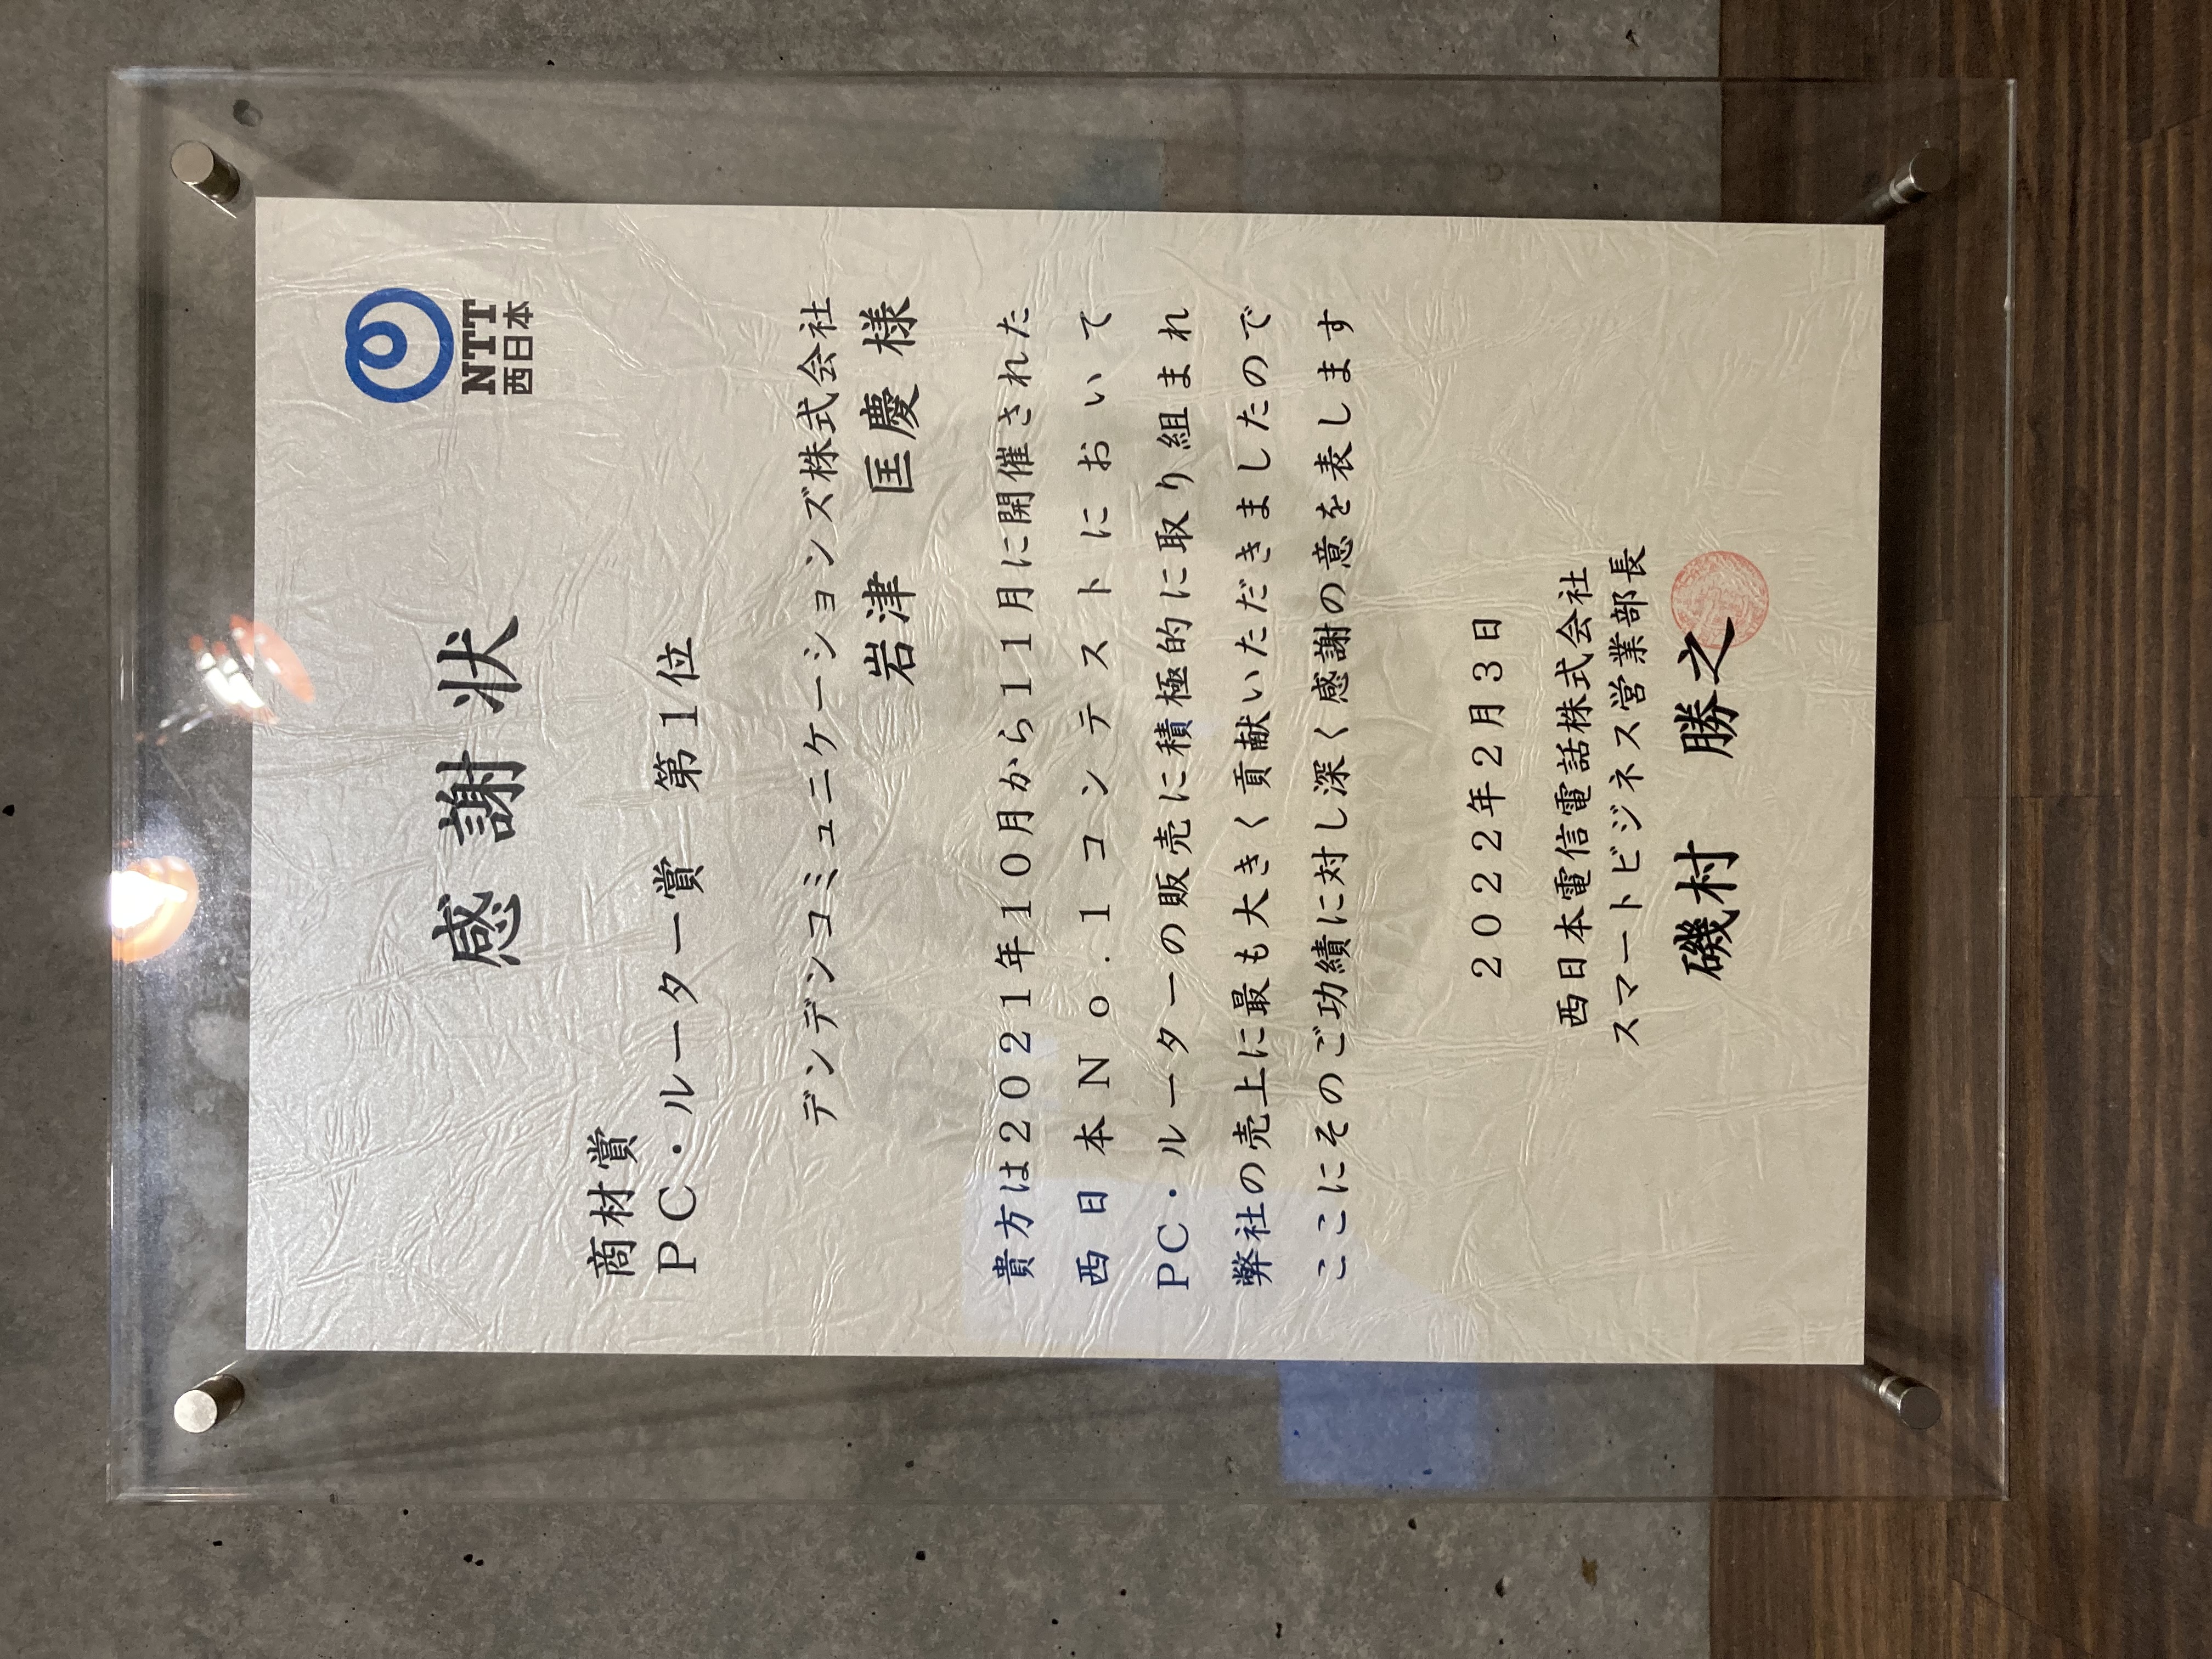 NTT
西日本
感謝状
商材賞
PC・ルーター賞 第1位
デンデンコミュニケーションズ株式会社
岩津 匡慶 様
貴方は2021年10月から11月に開催された
西日本No.1コンテストにおいて
PC・ルーターの販売に積極的に取り組まれ
弊社の売上に最も大きく貢献いただきましたので
ここにそのご功績に対し深く感謝の意を表します
2022年2月3日
西日本電信電話株式会社
スマートビジネス営業部長
磯村 勝之